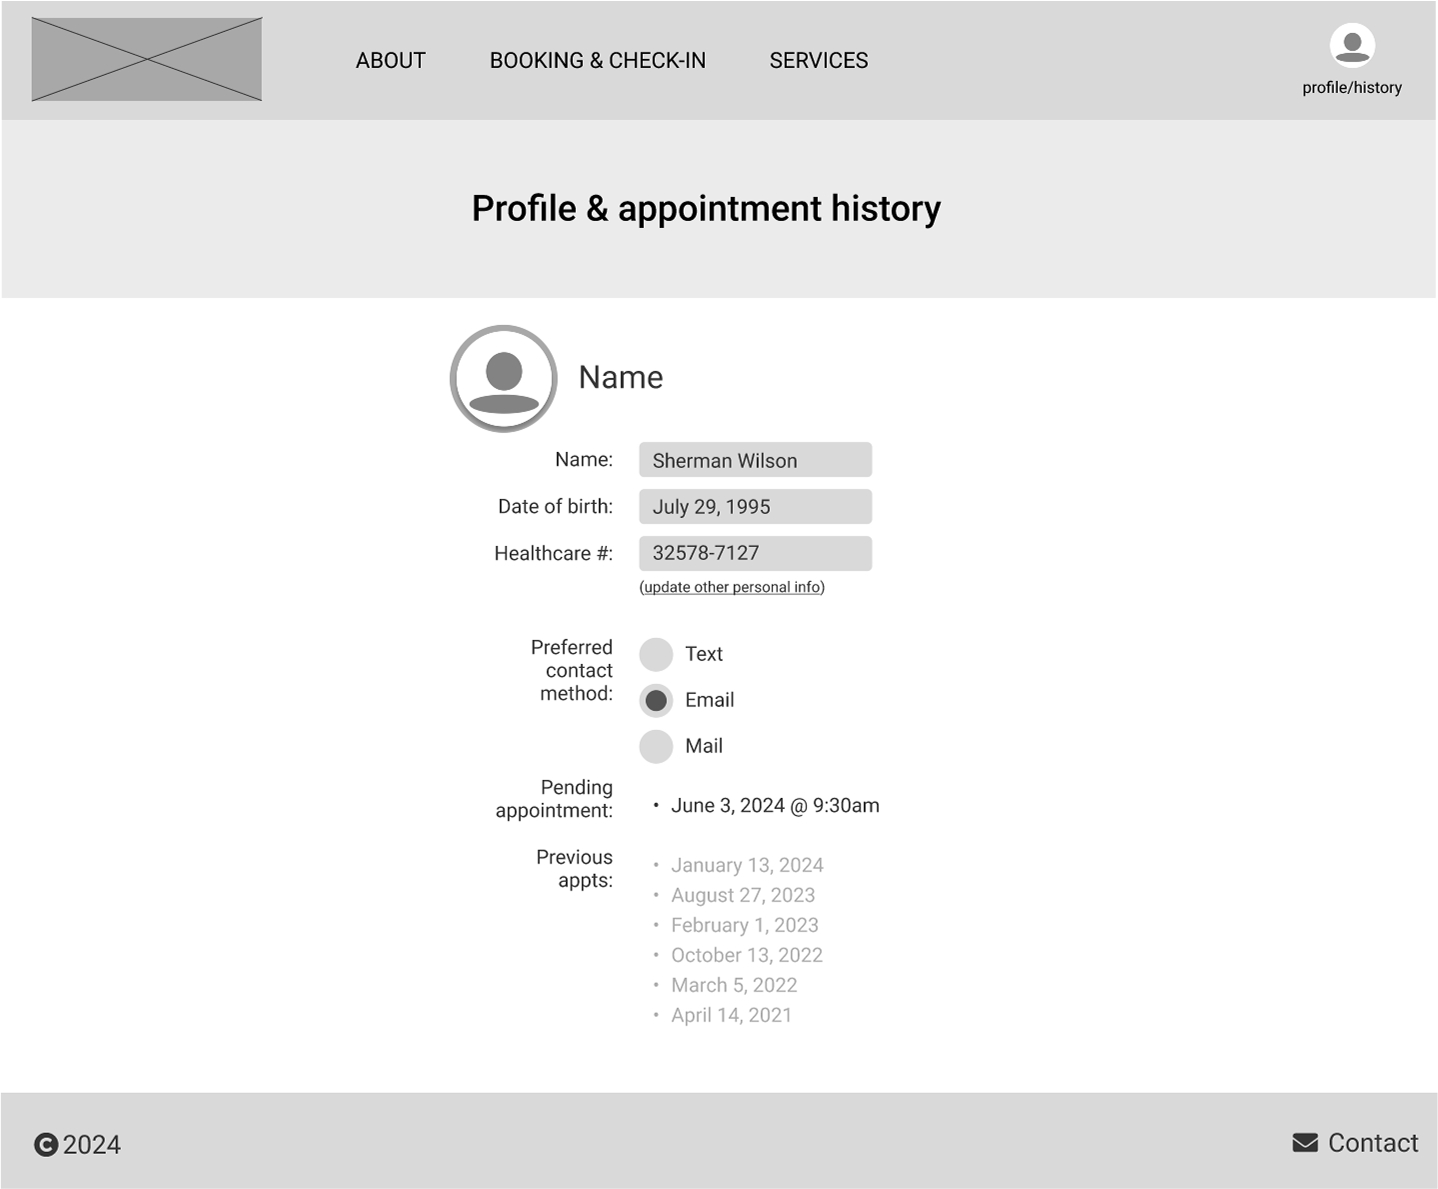 ABOUT
BOOKING & CHECK-IN
SERVICES
profile/history
Profile & appointment history
Name
Name:
Sherman Wilson
Date of birth:
July 29, 1995
Healthcare #:
32578-7127
(update other personal info)
Preferred
contact
method:
Text
Email
Mail
Pending
appointment:
• June 3, 2024 @ 9:30am
Previous
appts:
• January 13, 2024
• August 27, 2023
• February 1, 2023
• October 13, 2022
• March 5, 2022
• April 14, 2021
© 2024
Contact